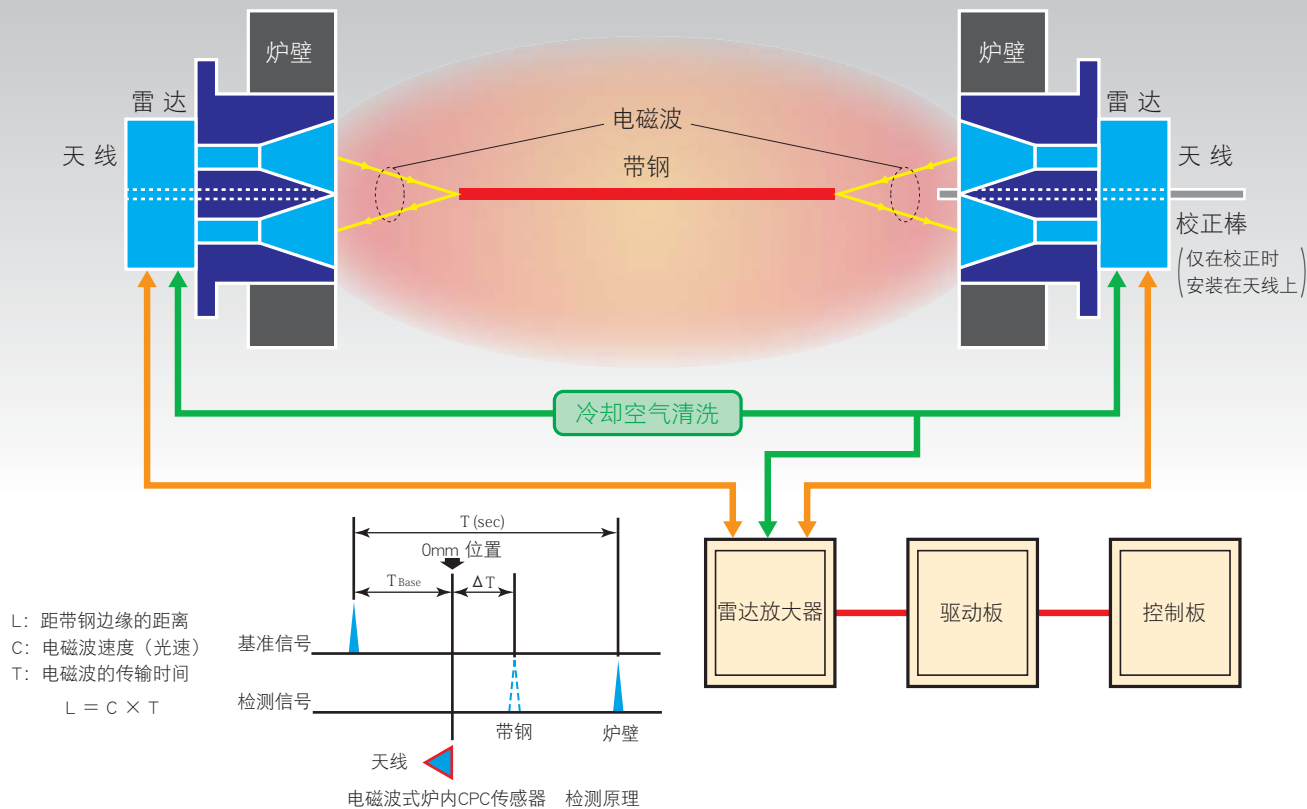 炉壁
炉壁
雷 达
雷 达
天 线
天 线
电磁波
带钢
校正棒
(仅在校正时
安装在天线上)
冷却空气清洗
T (sec)
0mm 位置
T Base
Δ T
L: 距带钢边缘的距离
C: 电磁波速度（光速）
T: 电磁波的传输时间
L = C × T
基准信号
检测信号
带钢
炉壁
天线
雷达放大器
驱动板
控制板
电磁波式炉内CPC传感器 检测原理